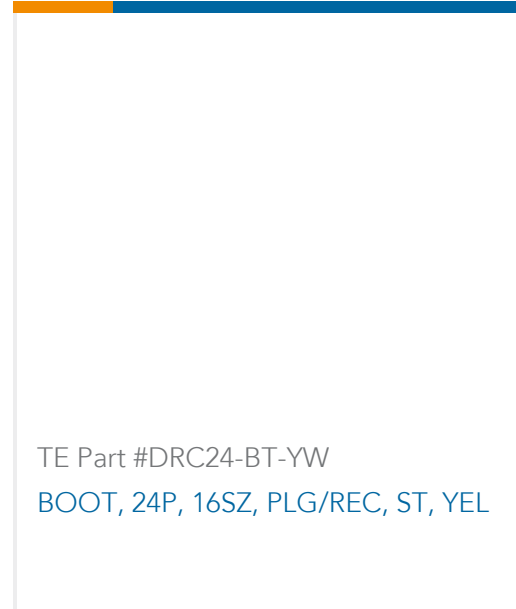 TE Part #DRC24-BT-YW
BOOT, 24P, 16SZ, PLG/REC, ST, YEL